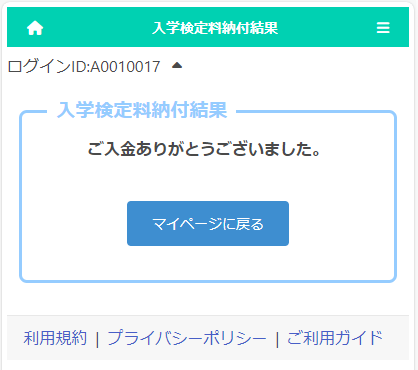 入学検定料納付結果
ログインID:A0010017
入学検定料納付結果
ご入金ありがとうございました。
マイページに戻る
利用規約 | プライバシーポリシー | ご利用ガイド